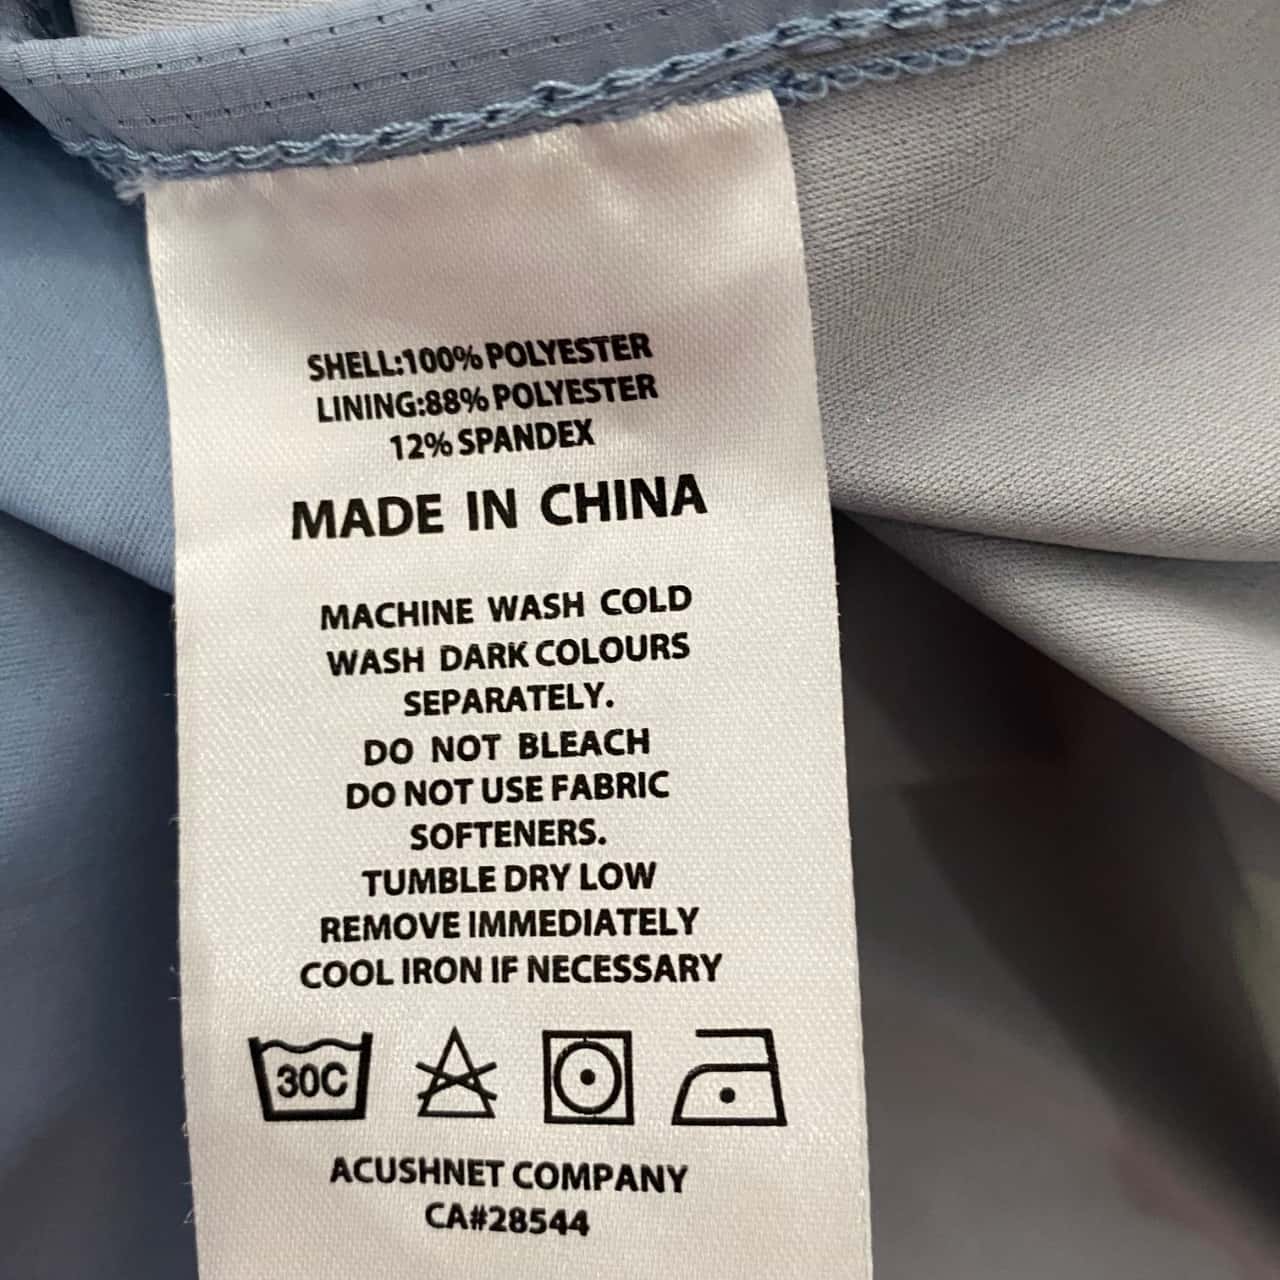 SHELL:100% POLYESTER
LINING:88% POLYESTER
12% SPANDEX
MADE IN CHINA
MACHINE WASH COLD
WASH DARK COLOURS
SEPARATELY.
DO NOT BLEACH
DO NOT USE FABRIC
SOFTENERS.
TUMBLE DRY LOW
REMOVE IMMEDIATELY
COOL IRON IF NECESSARY
30C
ACUSHNET COMPANY
CA#28544